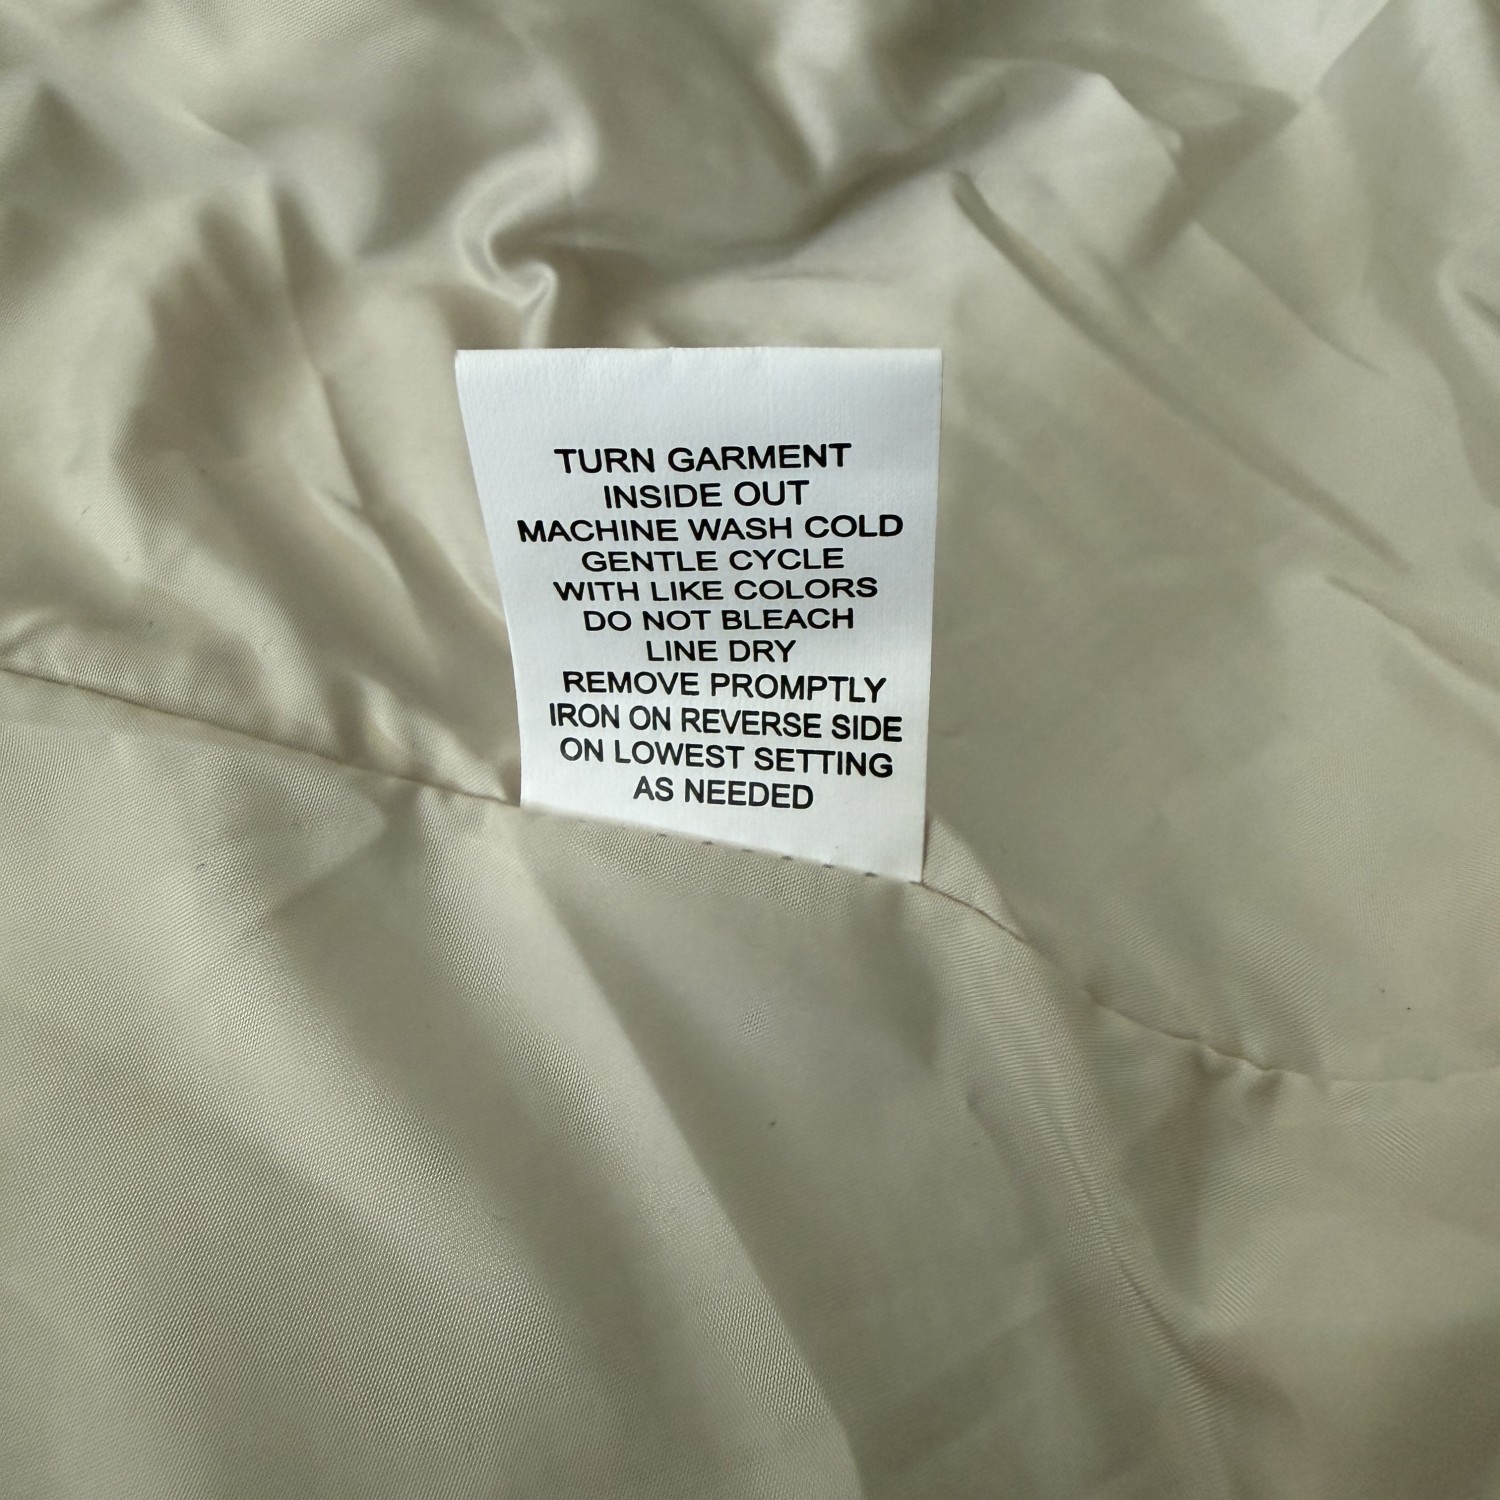 TURN GARMENT
INSIDE OUT
MACHINE WASH COLD
GENTLE CYCLE
WITH LIKE COLORS
DO NOT BLEACH
LINE DRY
REMOVE PROMPTLY
IRON ON REVERSE SIDE
ON LOWEST SETTING
AS NEEDED